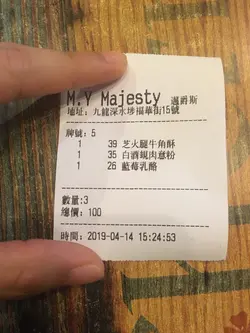 M.Y Majesty 邁爵斯
地址: 九龍深水埗福華街15號
牌號: 5
1 39 芝火腿牛角酥
1 35 白酒蜆肉意粉
1 26 藍莓乳酪
數量:3
總價: 100
時間: 2019-04-14 15:24:53